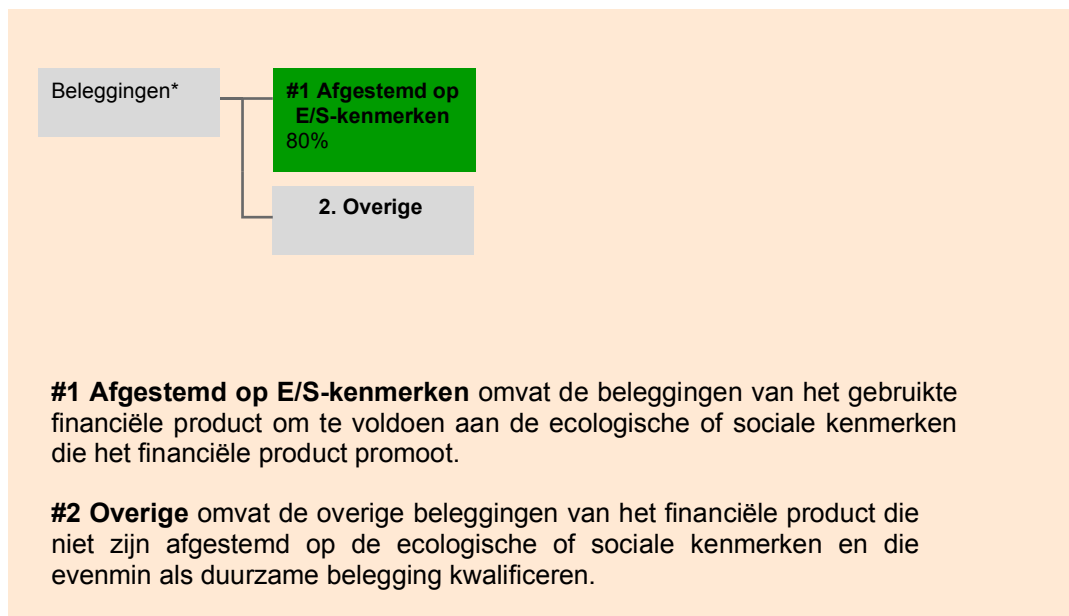 Beleggingen*
#1 Afgestemd op
E/S-kenmerken
80%
2. Overige
#1 Afgestemd op E/S-kenmerken omvat de beleggingen van het gebruikte
financiële product om te voldoen aan de ecologische of sociale kenmerken
die het financiële product promoot.
#2 Overige omvat de overige beleggingen van het financiële product die
niet zijn afgestemd op de ecologische of sociale kenmerken en die
evenmin als duurzame belegging kwalificeren.